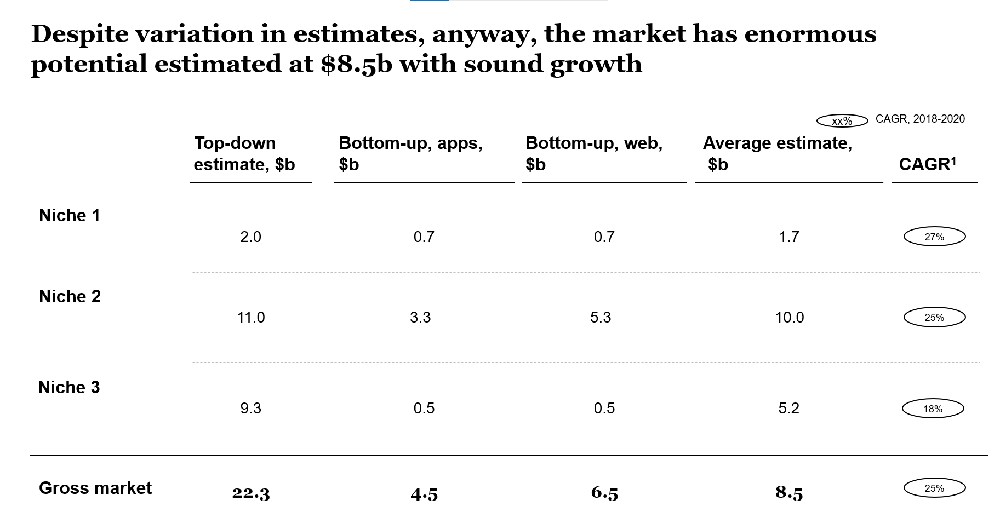 Despite variation in estimates, anyway, the market has enormous
potential estimated at $8.5b with sound growth
xx% CAGR, 2018-2020
Top-down estimate, $b Bottom-up, apps, $b Bottom-up, web, $b Average estimate, $b CAGR¹
Niche 1
2.0 0.7 0.7 1.7 27%
Niche 2
11.0 3.3 5.3 10.0 25%
Niche 3
9.3 0.5 0.5 5.2 18%
Gross market 22.3 4.5 6.5 8.5 25%